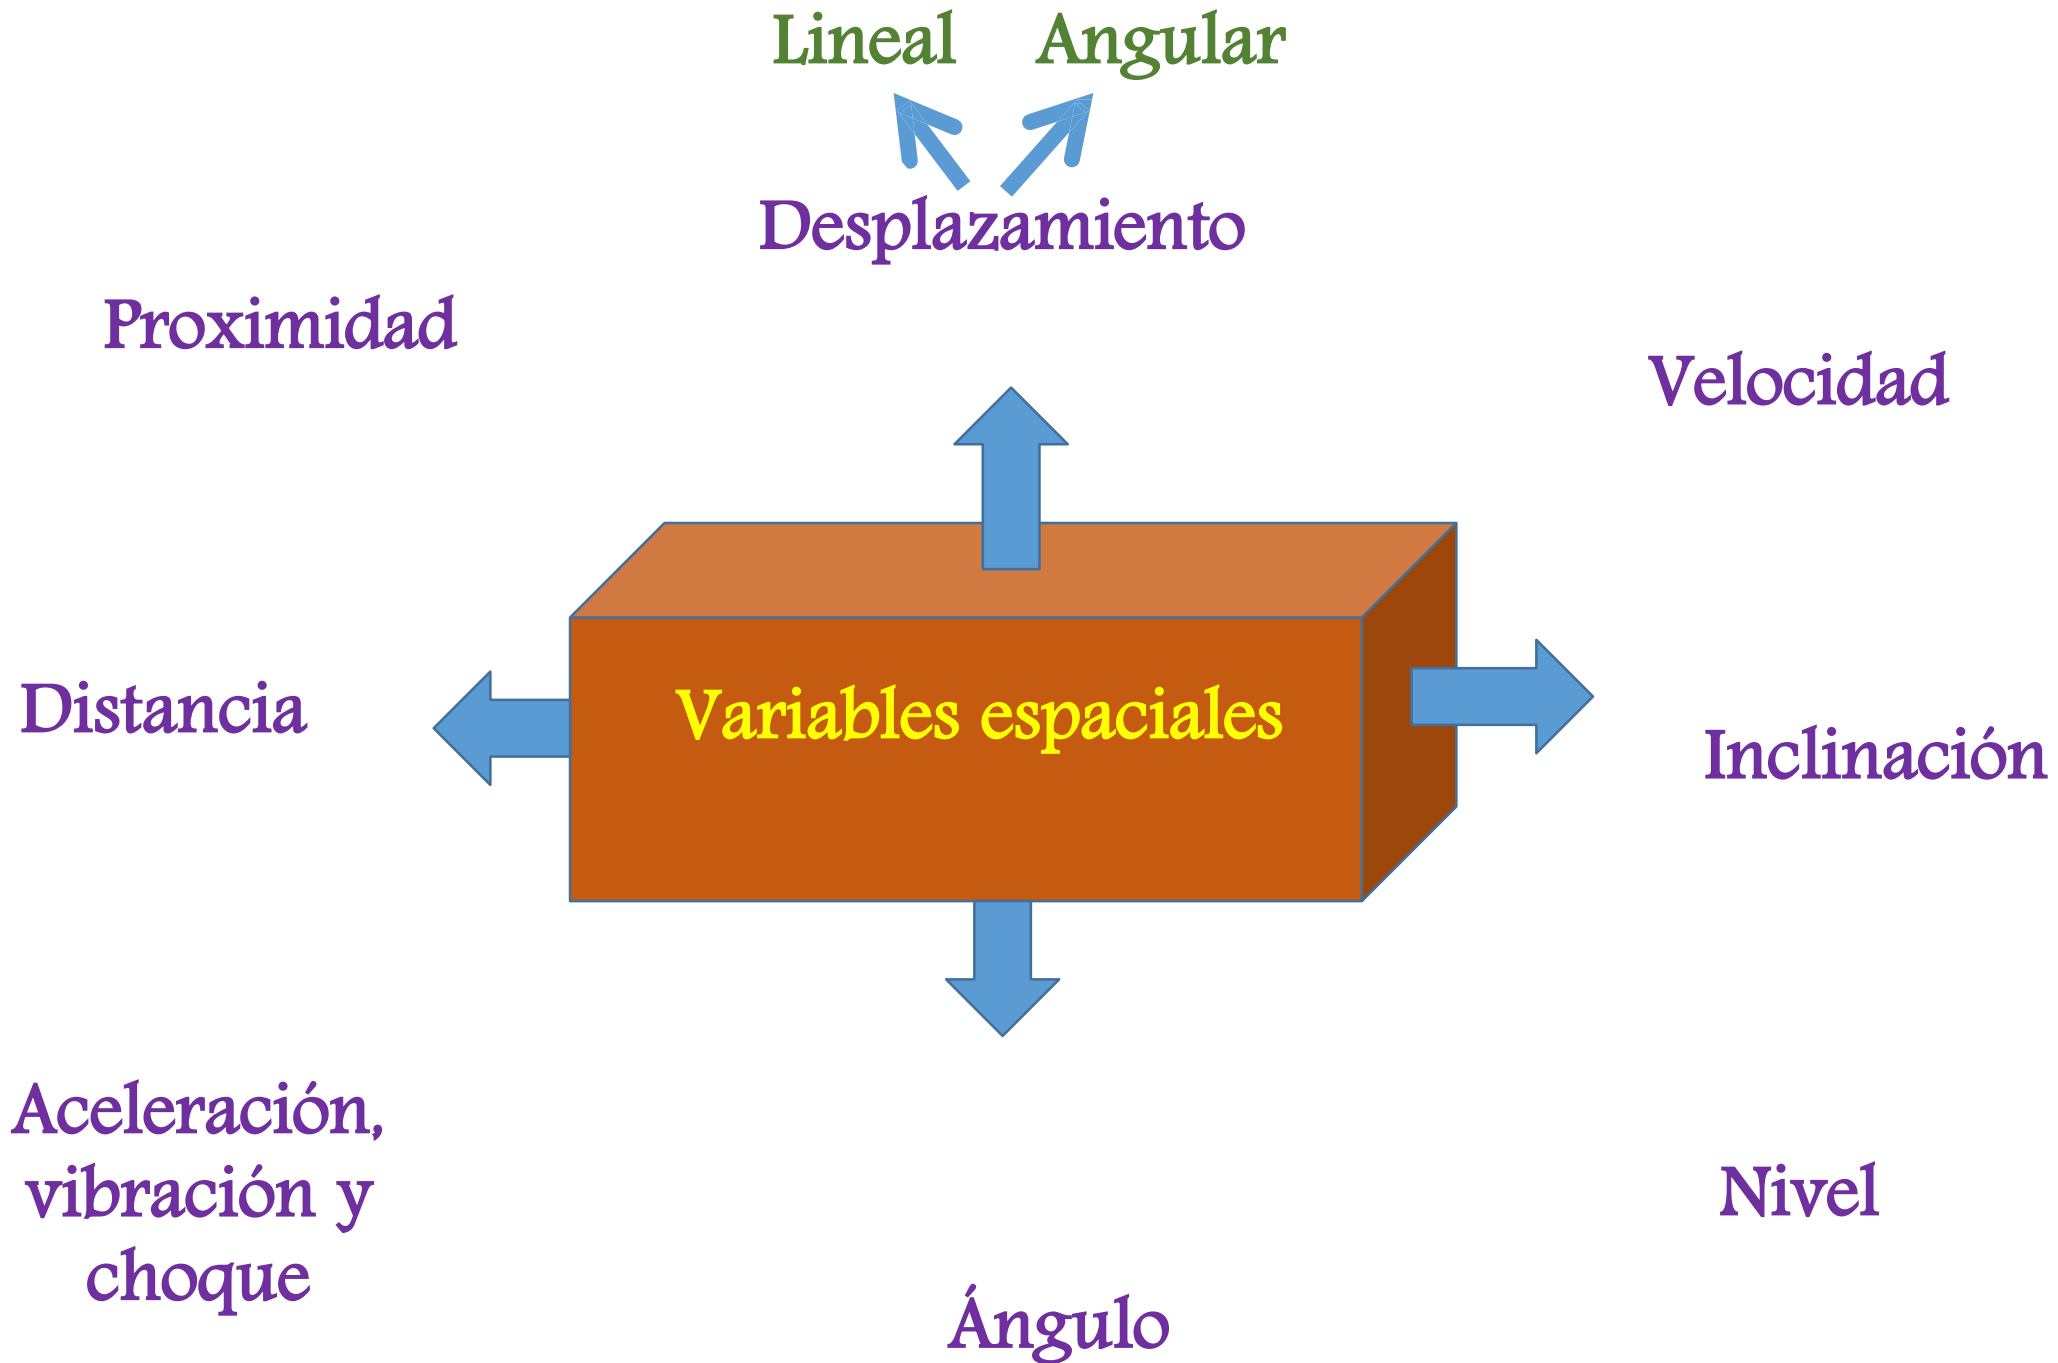 Lineal Angular
Desplazamiento
Proximidad
Velocidad
Distancia
Variables espaciales
Inclinación
Aceleración,
vibración y
choque
Nivel
Ángulo